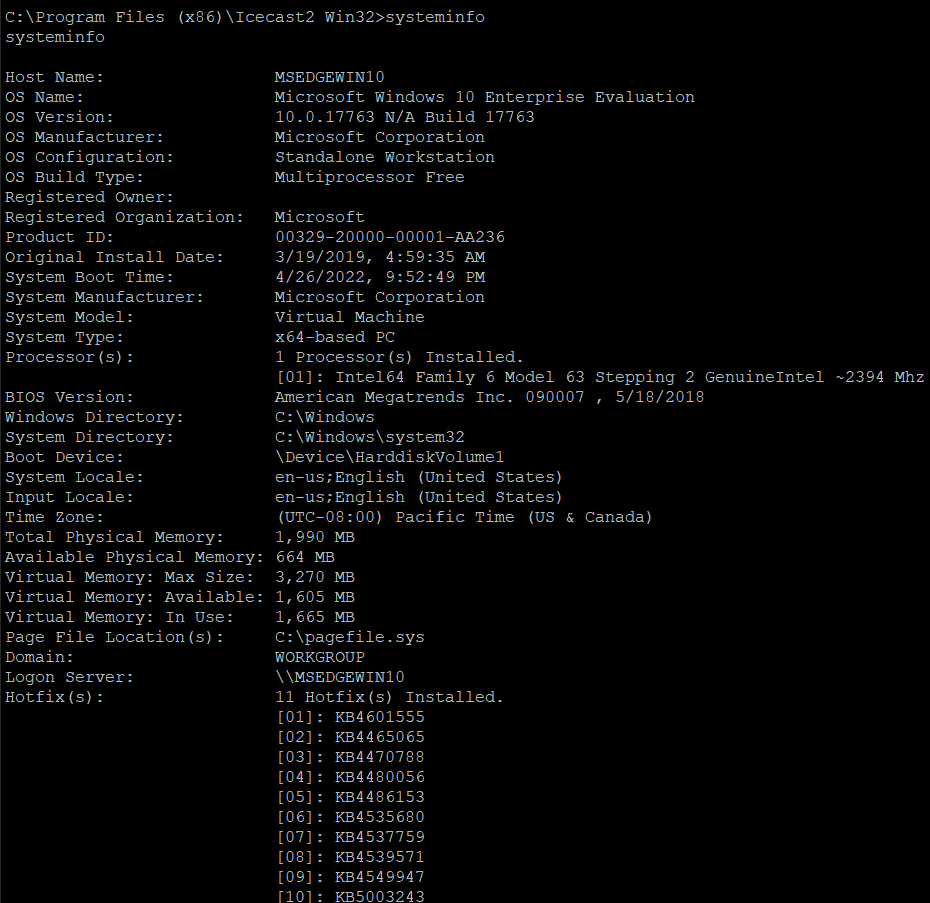 C:\Program Files (x86)\Icecast2 Win32>systeminfo
systeminfo
Host Name: MSEDGEWIN10
OS Name: Microsoft Windows 10 Enterprise Evaluation
OS Version: 10.0.17763 N/A Build 17763
OS Manufacturer: Microsoft Corporation
OS Configuration: Standalone Workstation
OS Build Type: Multiprocessor Free
Registered Owner:
Registered Organization: Microsoft
Product ID: 00329-20000-00001-AA236
Original Install Date: 3/19/2019, 4:59:35 AM
System Boot Time: 4/26/2022, 9:52:49 PM
System Manufacturer: Microsoft Corporation
System Model: Virtual Machine
System Type: x64-based PC
Processor(s): 1 Processor(s) Installed.
[01]: Intel64 Family 6 Model 63 Stepping 2 GenuineIntel ~2394 Mhz
BIOS Version: American Megatrends Inc. 090007 , 5/18/2018
Windows Directory: C:\Windows
System Directory: C:\Windows\system32
Boot Device: \Device\HarddiskVolume1
System Locale: en-us;English (United States)
Input Locale: en-us;English (United States)
Time Zone: (UTC-08:00) Pacific Time (US & Canada)
Total Physical Memory: 1,990 MB
Available Physical Memory: 664 MB
Virtual Memory: Max Size: 3,270 MB
Virtual Memory: Available: 1,605 MB
Virtual Memory: In Use: 1,665 MB
Page File Location(s): C:\pagefile.sys
Domain: WORKGROUP
Logon Server: \\MSEDGEWIN10
Hotfix(s): 11 Hotfix(s) Installed.
[01]: KB4601555
[02]: KB4465065
[03]: KB4470788
[04]: KB4480056
[05]: KB4486153
[06]: KB4535680
[07]: KB4537759
[08]: KB4539571
[09]: KB4549947
[10]: KB5003243